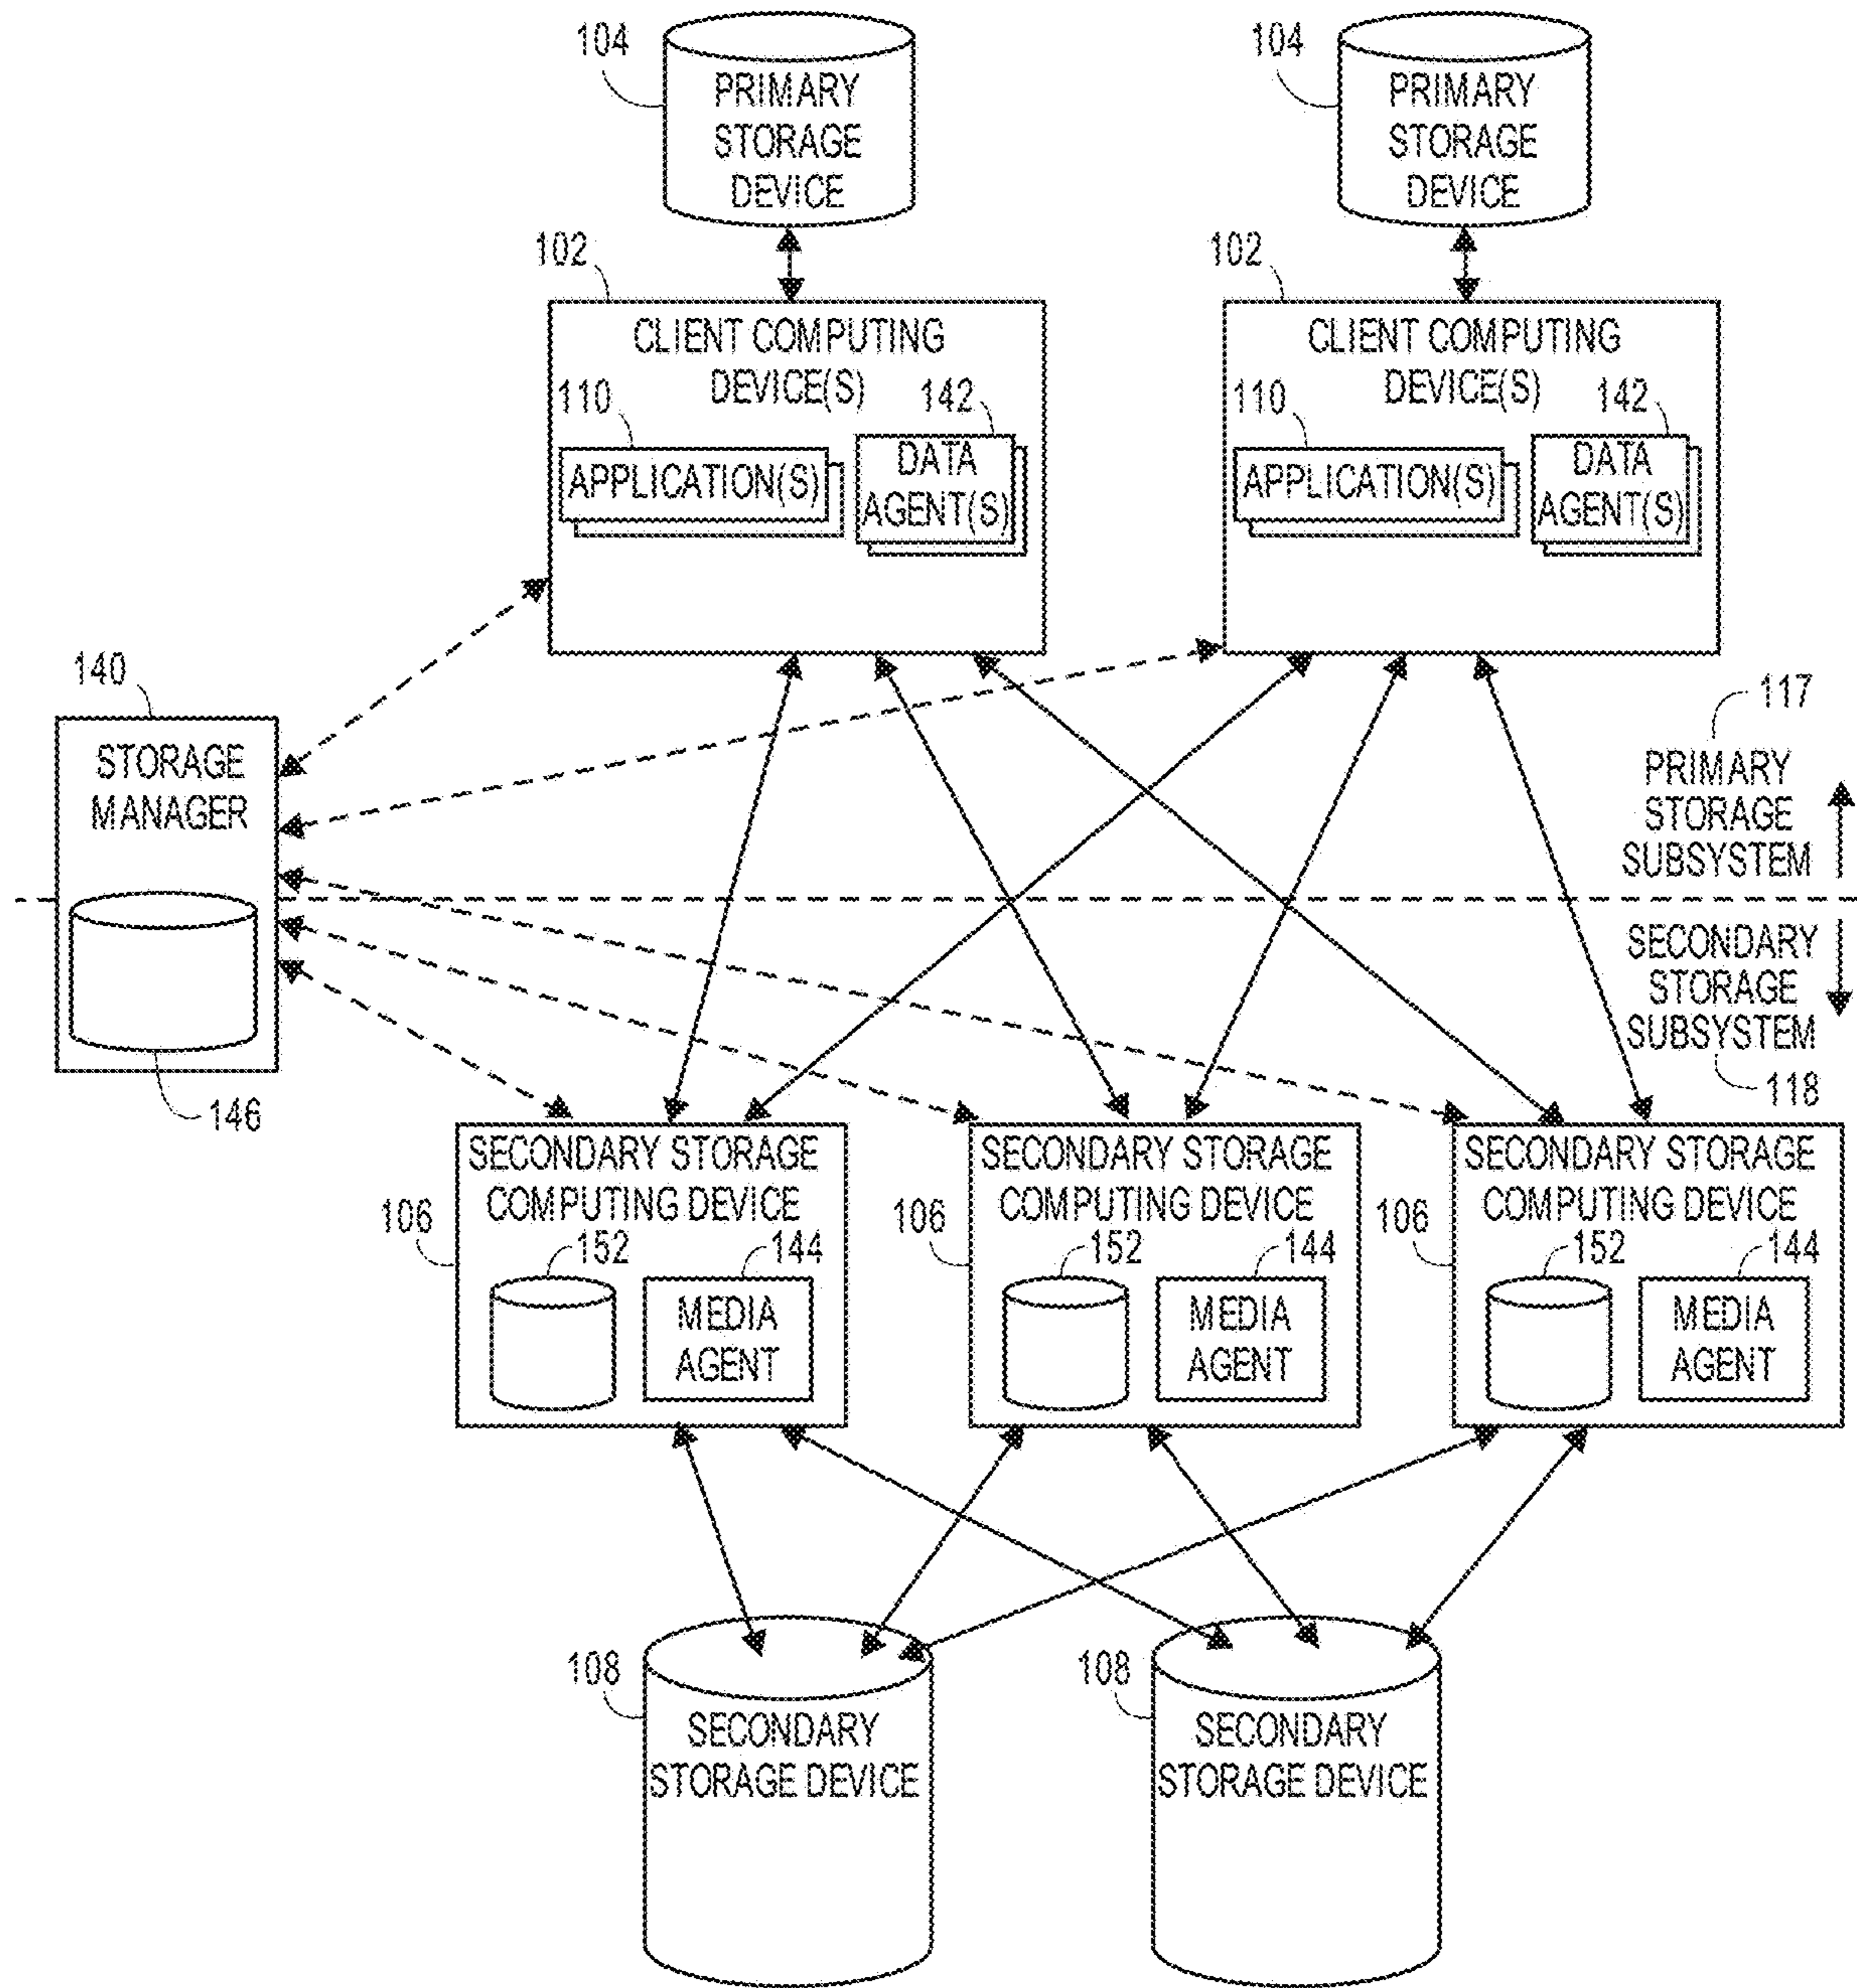 104
PRIMARY
STORAGE
DEVICE
104
PRIMARY
STORAGE
DEVICE
102
CLIENT COMPUTING
DEVICE(S)
110
142
APPLICATION(S)
DATA
AGENT(S)
102
CLIENT COMPUTING
DEVICE(S)
110
142
APPLICATION(S)
DATA
AGENT(S)
140
STORAGE
MANAGER
146
117
PRIMARY
STORAGE
SUBSYSTEM
SECONDARY
STORAGE
SUBSYSTEM
118
SECONDARY STORAGE
COMPUTING DEVICE
106
152
144
MEDIA
AGENT
SECONDARY STORAGE
COMPUTING DEVICE
106
152
144
MEDIA
AGENT
SECONDARY STORAGE
COMPUTING DEVICE
106
152
144
MEDIA
AGENT
108
SECONDARY
STORAGE DEVICE
108
SECONDARY
STORAGE DEVICE